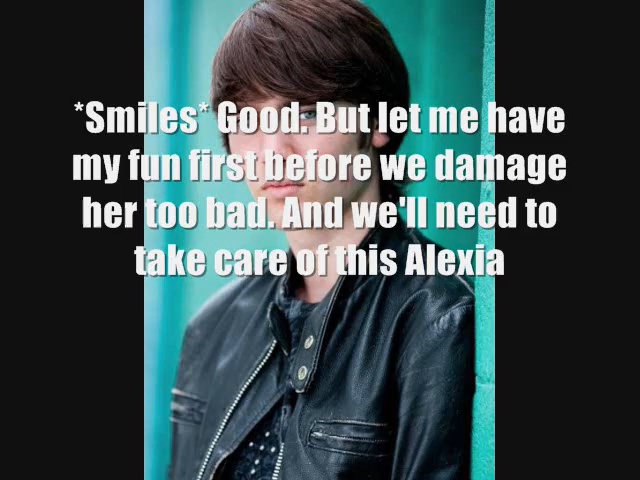 *Smiles* Good. But let me have
my fun first before we damage
her too bad. And we'll need to
take care of this Alexia